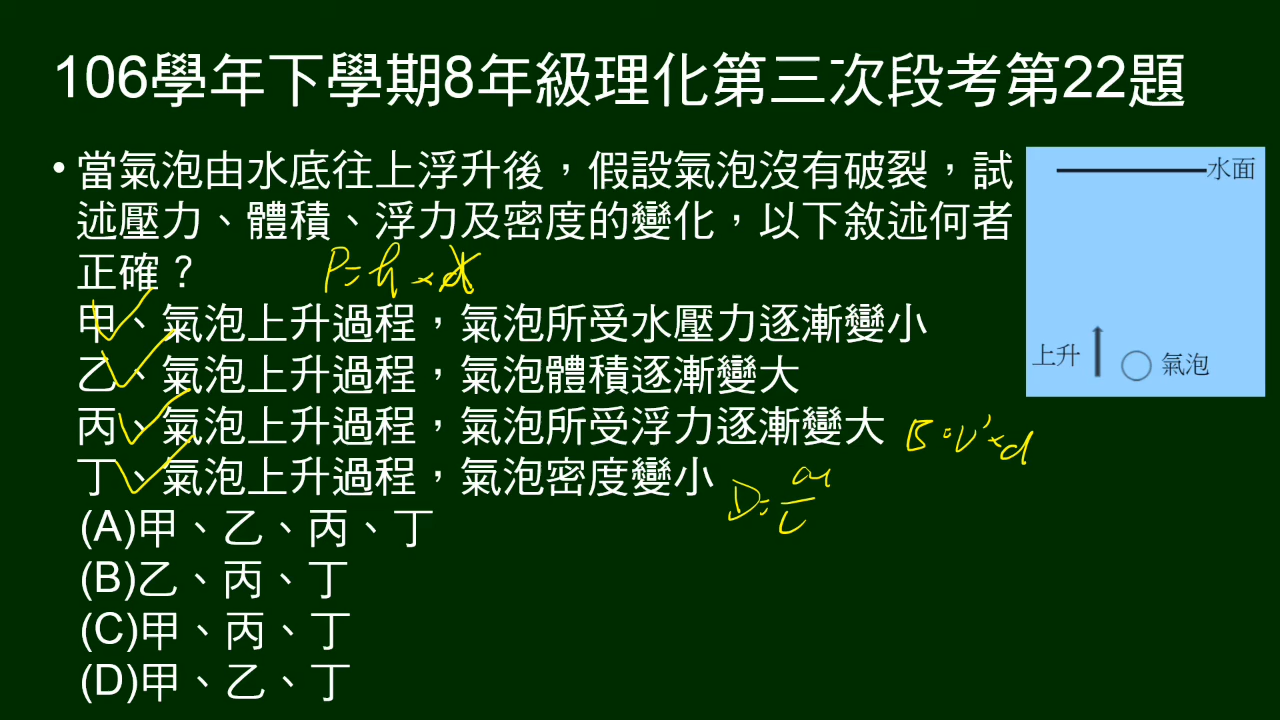 106學年下學期8年級理化第三次段考第22題
•當氣泡由水底往上浮升後，假設氣泡沒有破裂，試
述壓力、體積、浮力及密度的變化，以下敘述何者
正確？
P=h×d
甲、氣泡上升過程，氣泡所受水壓力逐漸變小
乙、氣泡上升過程，氣泡體積逐漸變大
丙、氣泡上升過程，氣泡所受浮力逐漸變大
B=V'×d
丁、氣泡上升過程，氣泡密度變小
D=
(A)甲、乙、丙、丁
(B)乙、丙、丁
(C)甲、丙、丁
(D)甲、乙、丁
水面
上升
氣泡